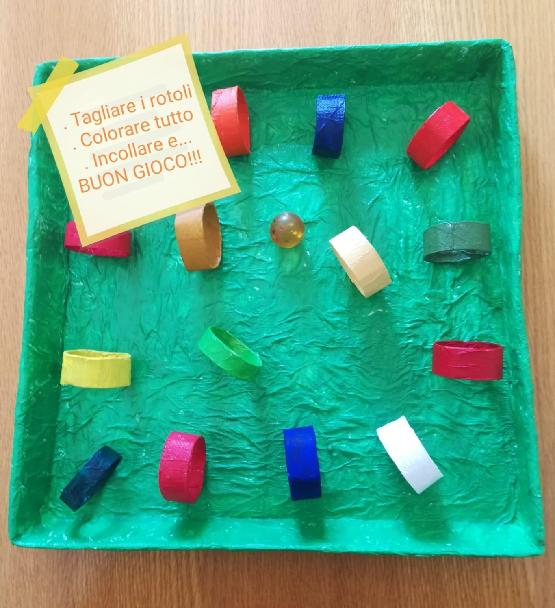 . Tagliare i rotoli
. Colorare tutto
. Incollare e...
BUON GIOCO!!!